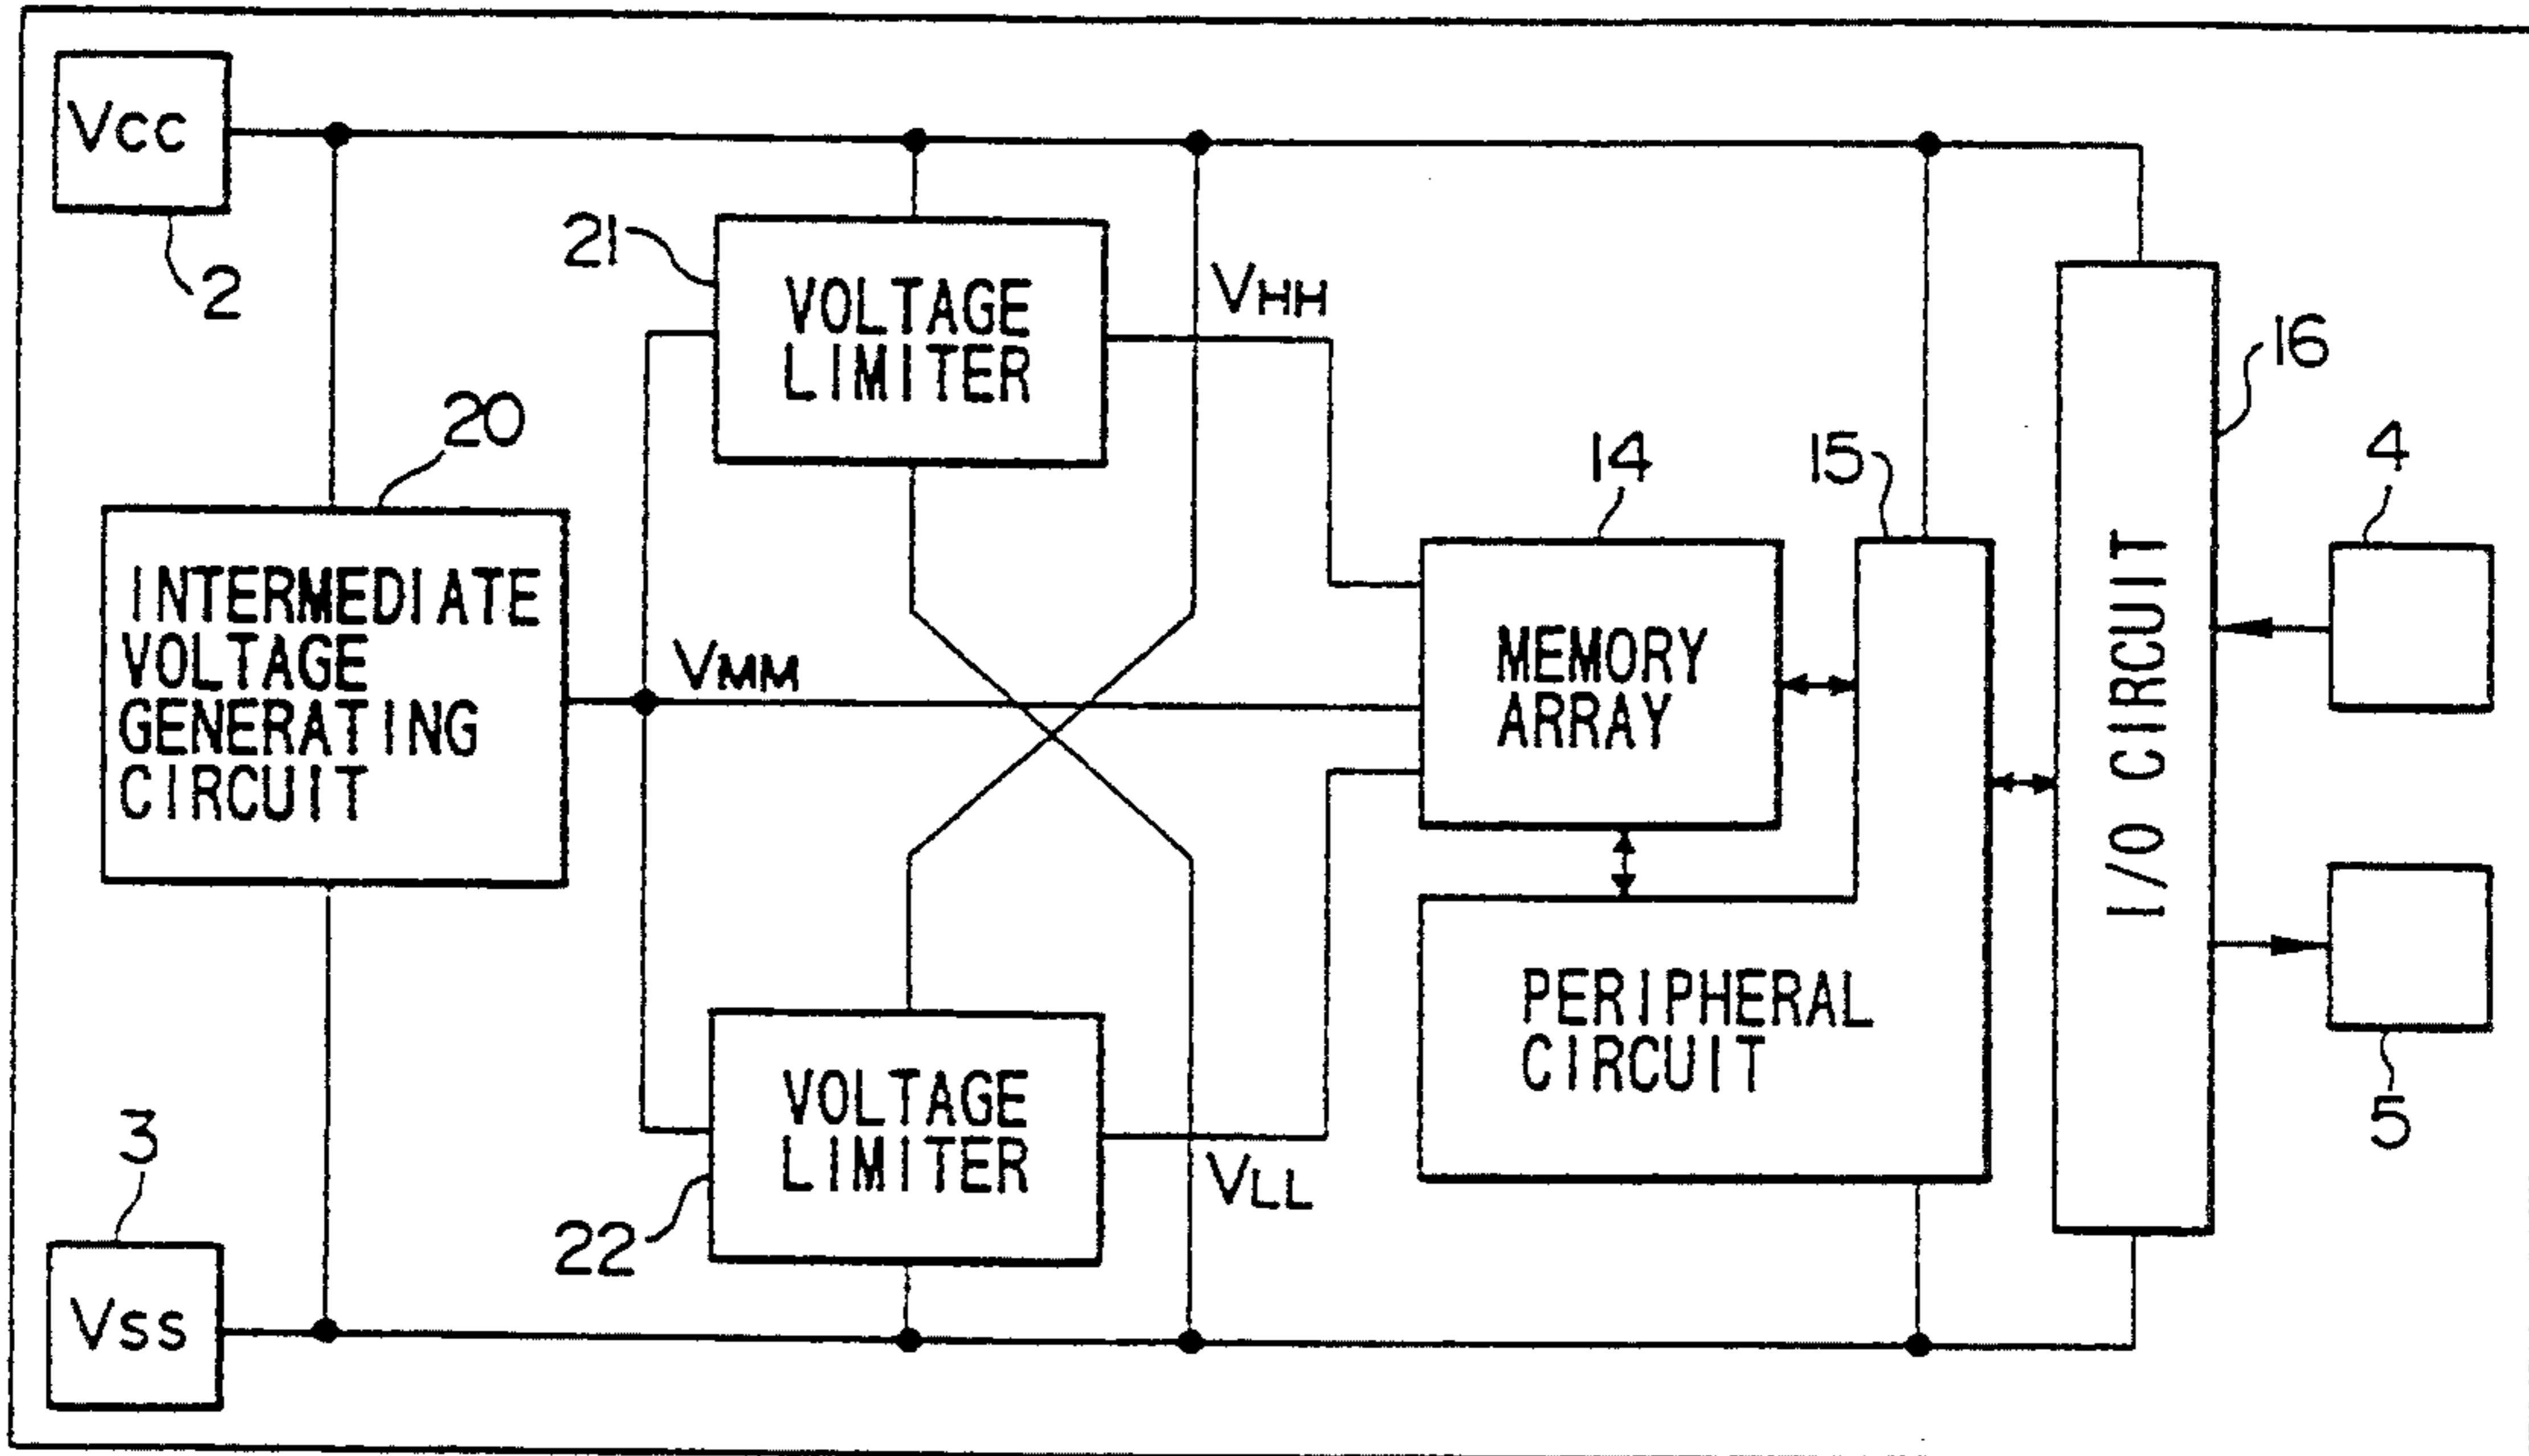 Vcc
2
21
VOLTAGE
LIMITER
VHH
16
20
INTERMEDIATE
VOLTAGE
GENERATING
CIRCUIT
VMM
14
15
4
MEMORY
ARRAY
I/O CIRCUIT
PERIPHERAL
CIRCUIT
5
VOLTAGE
LIMITER
VLL
22
3
Vss